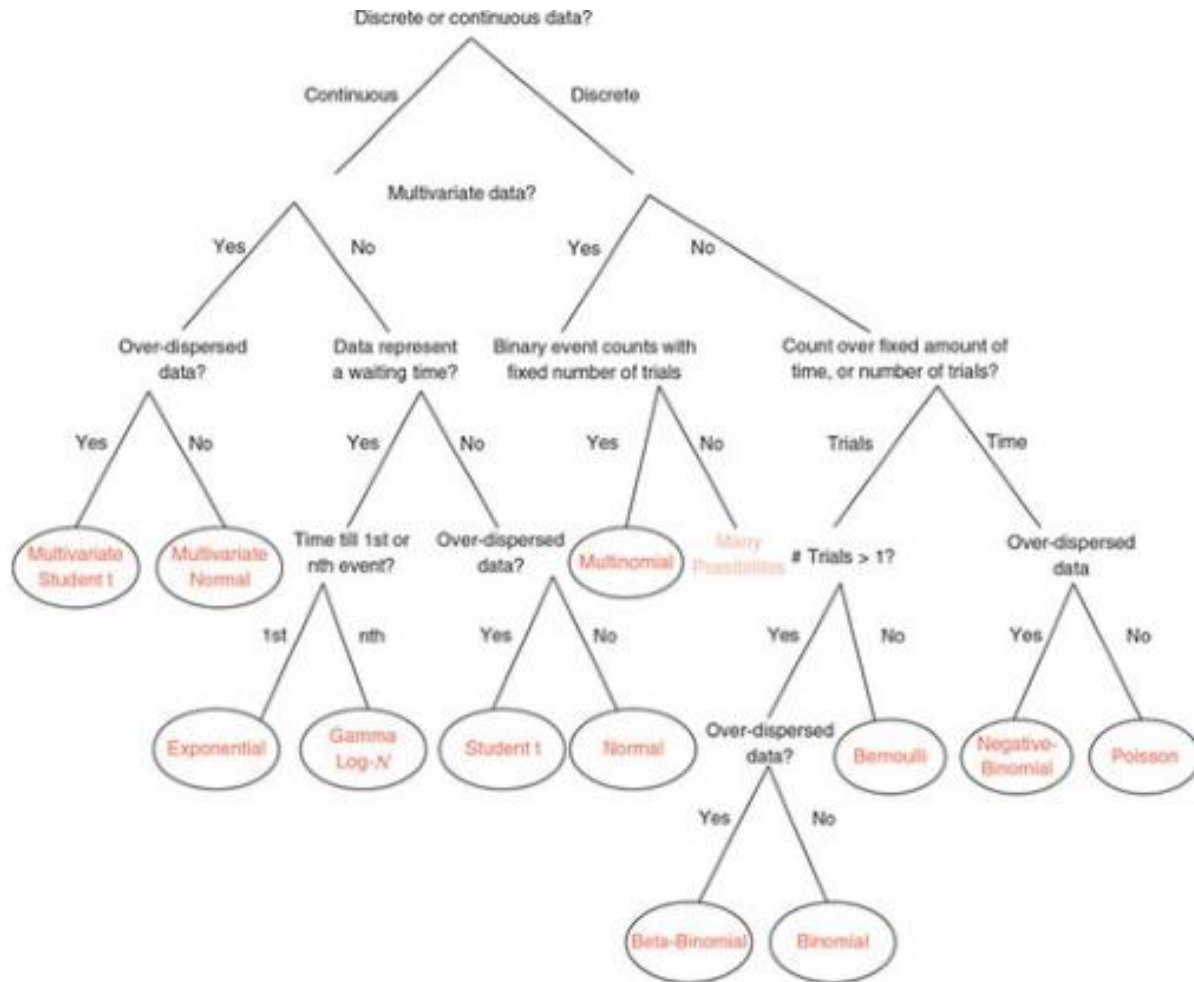 Discrete or continuous data?
Continuous
Discrete
Multivariate data?
Yes
No
Yes
No
Over-dispersed
data?
Data represent
a waiting time?
Binary event counts with
fixed number of trials
Count over fixed amount of
time, or number of trials?
Yes
No
Yes
No
Yes
No
Trials
Time
Multivariate
Student t
Multivariate
Normal
Time till 1st or
nth event?
Over-dispersed
data?
Multinomial
Many
Possibilites
# Trials > 1?
Over-dispersed
data
1st
nth
Yes
No
Yes
No
Yes
No
Exponential
Gamma
Log-N
Student t
Normal
Over-dispersed
data?
Bernoulli
Negative-
Binomial
Poisson
Yes
No
Beta-Binomial
Binomial